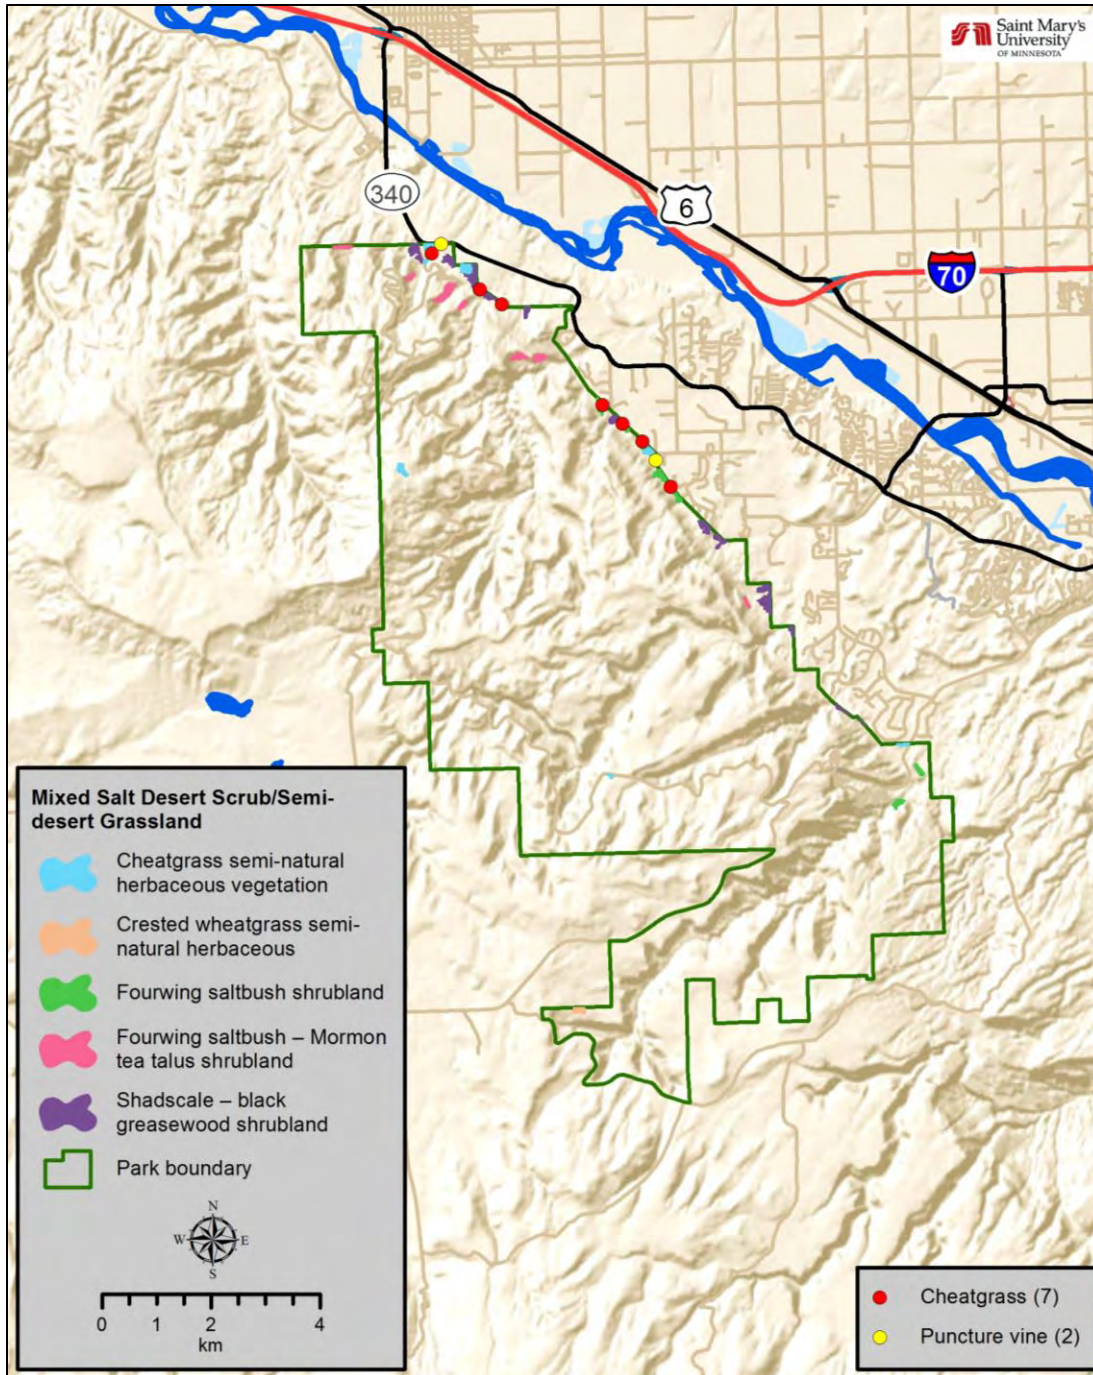 Saint Mary's
University
OF MINNESOTA
340
6
70
Mixed Salt Desert Scrub/Semi-
desert Grassland
Cheatgrass semi-natural
herbaceous vegetation
Crested wheatgrass semi-
natural herbaceous
Fourwing saltbush shrubland
Fourwing saltbush – Mormon
tea talus shrubland
Shadscale – black
greasewood shrubland
Park boundary
N
W E
S
0 1 2 4
km
Cheatgrass (7)
Puncture vine (2)